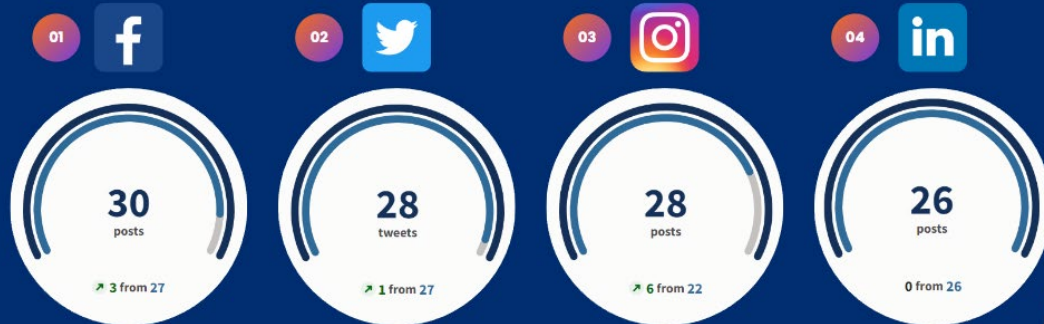 01
f
02
03
04
in
30
posts
3 from 27
28
tweets
1 from 27
28
posts
6 from 22
26
posts
0 from 26